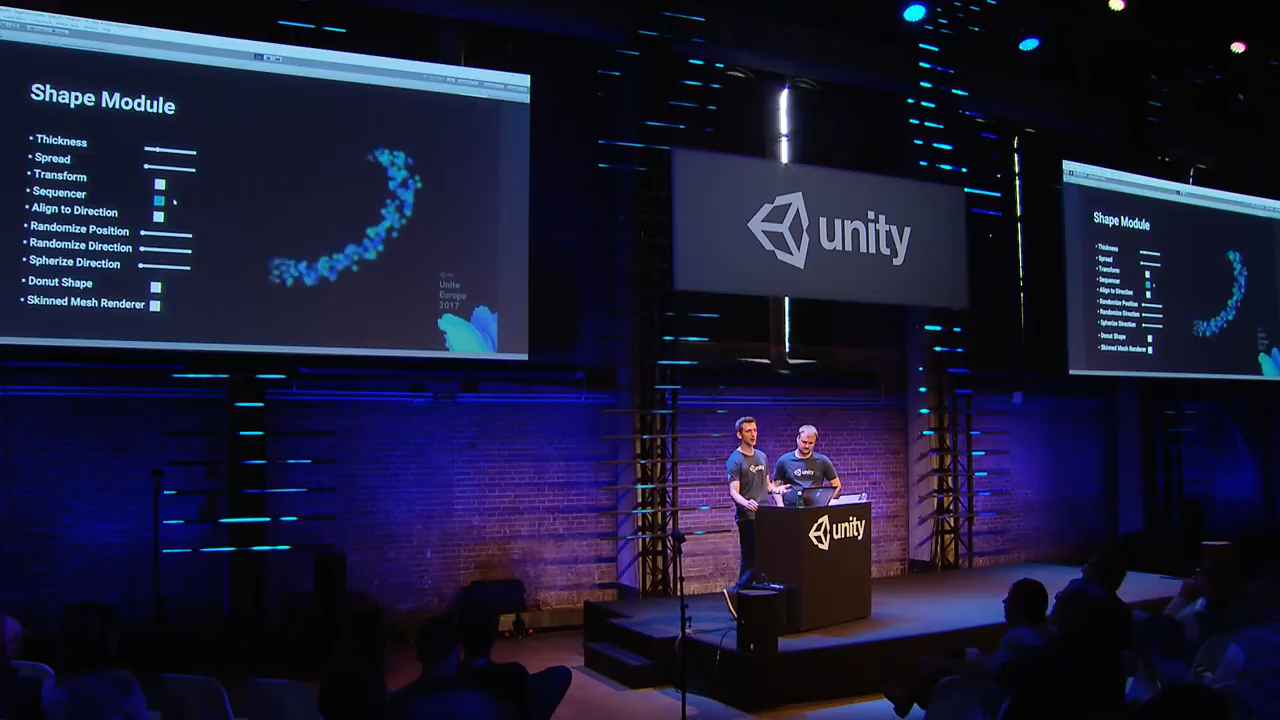 Shape Module
• Thickness
• Spread
• Transform
• Sequencer
• Align to Direction
• Randomize Position
• Randomize Direction
• Spherize Direction
• Donut Shape
• Skinned Mesh Renderer
Unite
Europe
2017
unity
Shape Module
• Thickness
• Spread
• Transform
• Sequencer
• Align to Direction
• Randomize Position
• Randomize Direction
• Spherize Direction
• Donut Shape
• Skinned Mesh Renderer
unity
unity
unity